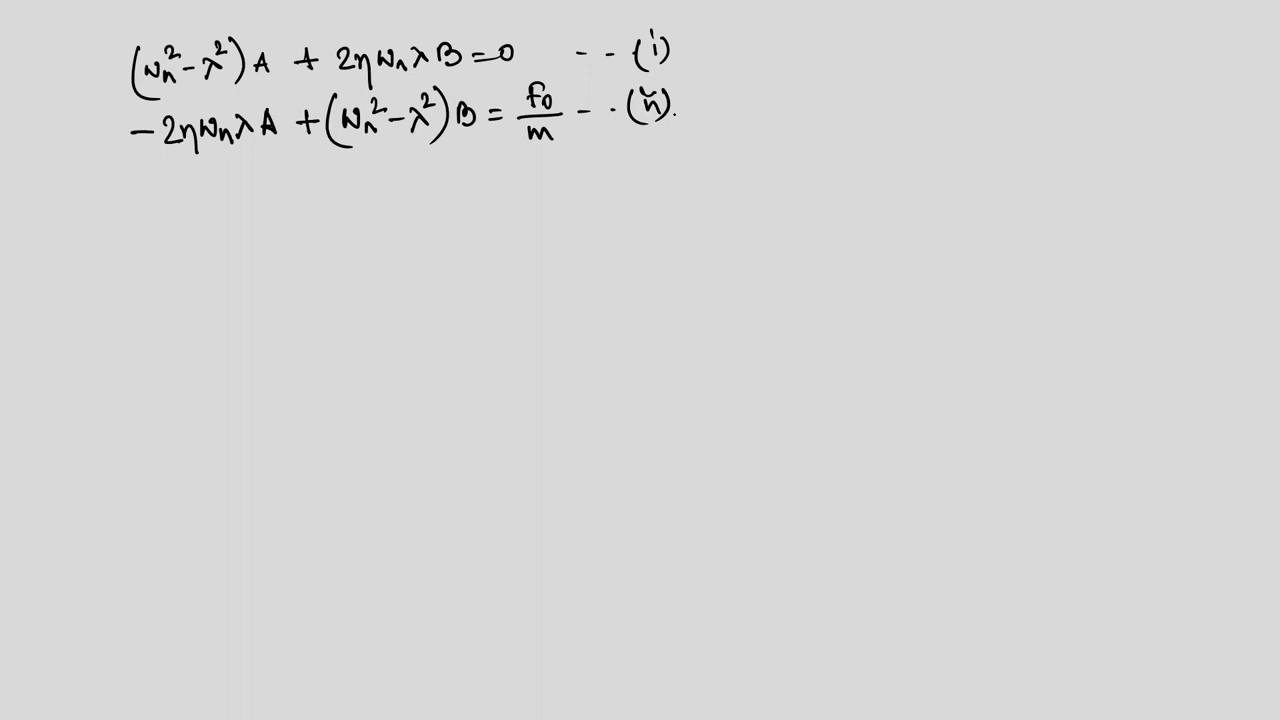 (ωn² − λ²) A + 2ηωnλ B = 0 - - (i)
− 2ηωnλ A + (ωn² − λ²) B = F0/m - - (ii).